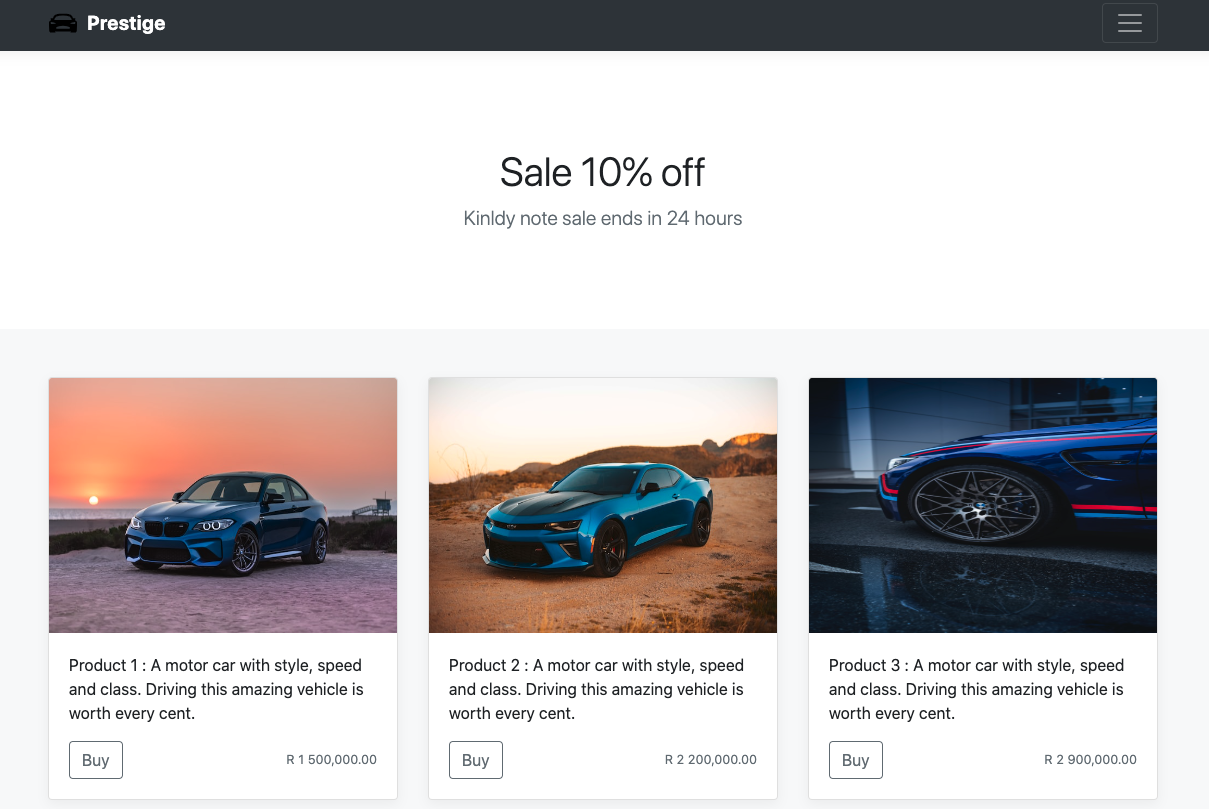 Prestige
Sale 10% off
Kinldy note sale ends in 24 hours
Product 1 : A motor car with style, speed
and class. Driving this amazing vehicle is
worth every cent.
Buy
R 1 500,000.00
Product 2 : A motor car with style, speed
and class. Driving this amazing vehicle is
worth every cent.
Buy
R 2 200,000.00
Product 3 : A motor car with style, speed
and class. Driving this amazing vehicle is
worth every cent.
Buy
R 2 900,000.00